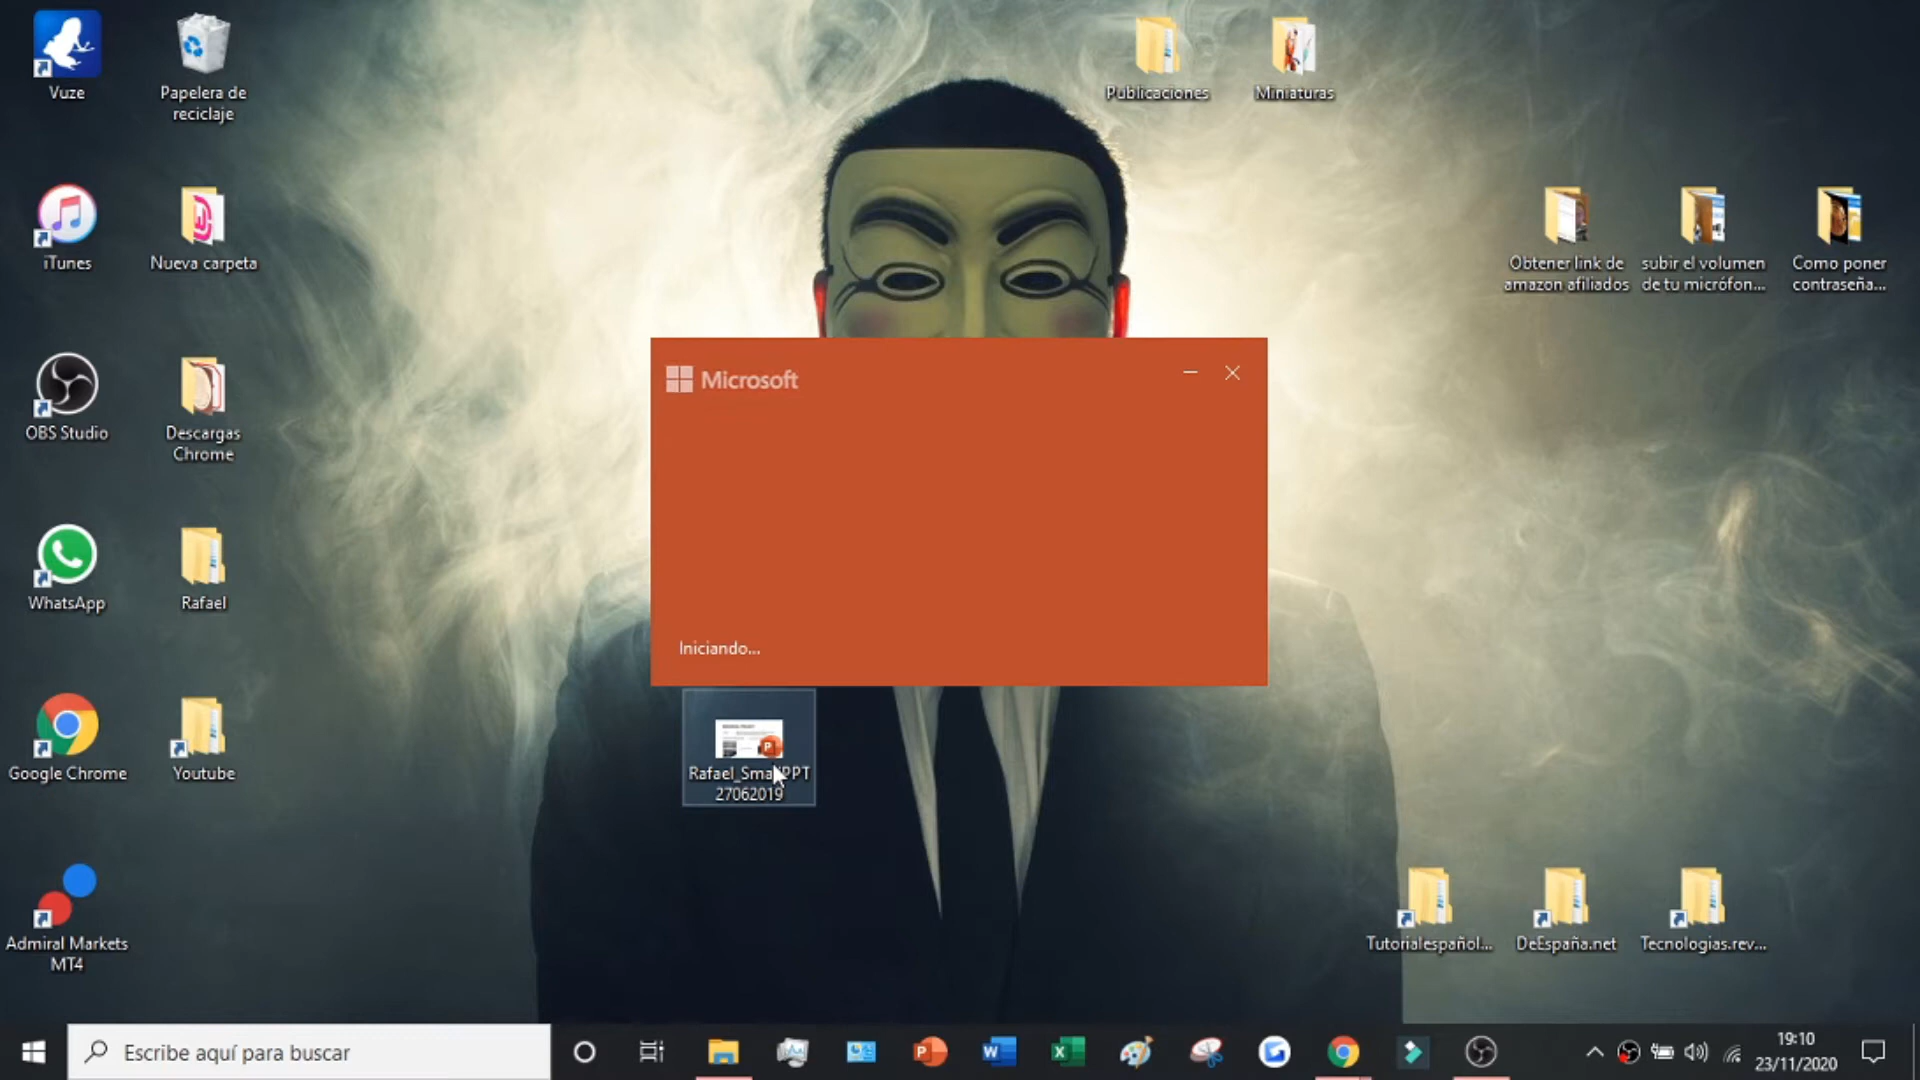 Vuze
Papelera de
reciclaje
Publicaciones
Miniaturas
iTunes
Nueva carpeta
Obtener link de
amazon afiliados
subir el volumen
de tu micrófon...
Como poner
contraseña...
Microsoft
OBS Studio
Descargas
Chrome
WhatsApp
Rafael
Iniciando...
Google Chrome
Youtube
27062019
Admiral Markets
MT4
Tutorialespañol...
DeEspaña.net
Tecnologias.rev...
Escribe aquí para buscar
19:10
23/11/2020